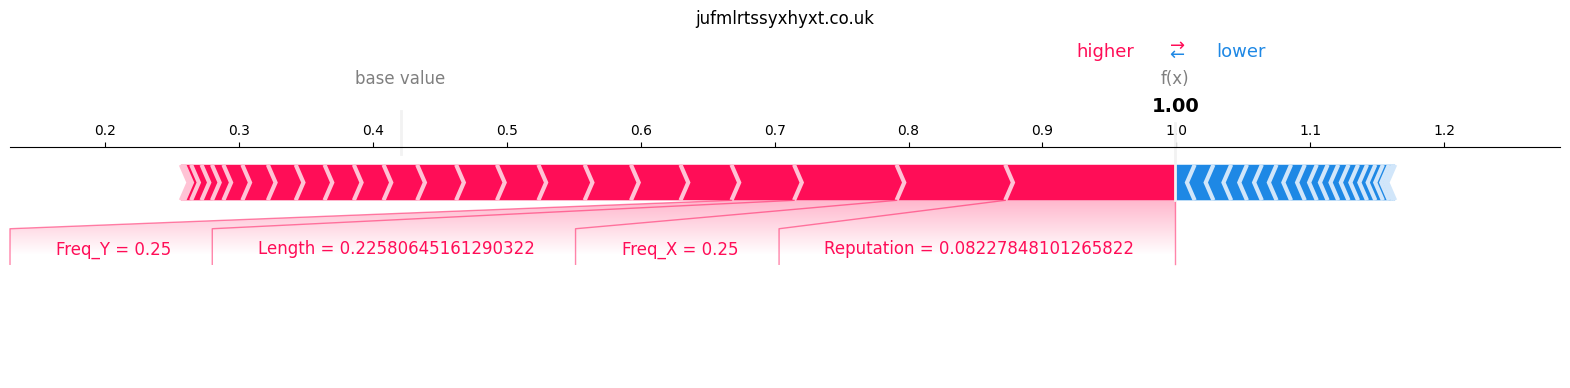 jufmlrtssyxhyxt.co.uk
higher ⇄ lower
base value f(x)
1.00
0.2 0.3 0.4 0.5 0.6 0.7 0.8 0.9 1.0 1.1 1.2
Freq_Y = 0.25 Length = 0.22580645161290322 Freq_X = 0.25 Reputation = 0.08227848101265822